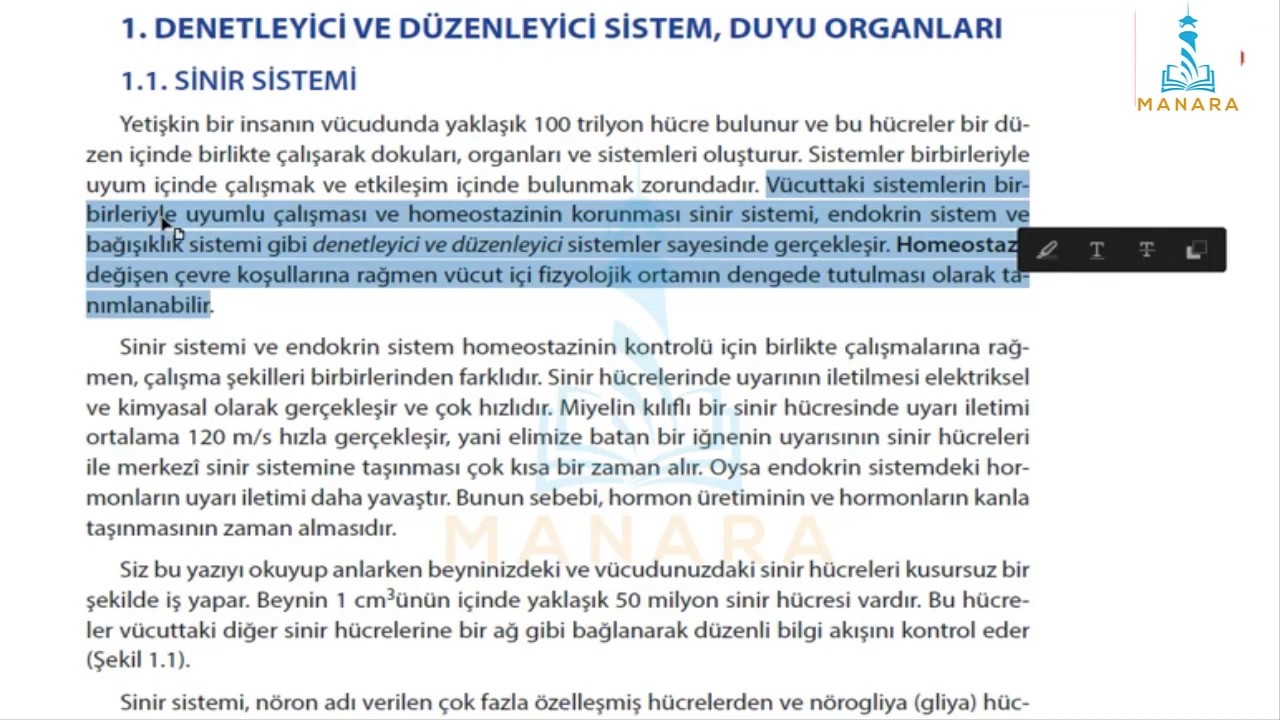 1. DENETLEYİCİ VE DÜZENLEYİCİ SİSTEM, DUYU ORGANLARI
MANARA
1.1. SİNİR SİSTEMİ
Yetişkin bir insanın vücudunda yaklaşık 100 trilyon hücre bulunur ve bu hücreler bir dü-
zen içinde birlikte çalışarak dokuları, organları ve sistemleri oluşturur. Sistemler birbirleriyle
uyum içinde çalışmak ve etkileşim içinde bulunmak zorundadır. Vücuttaki sistemlerin bir-
birleriyle uyumlu çalışması ve homeostazinin korunması sinir sistemi, endokrin sistem ve
bağışıklık sistemi gibi denetleyici ve düzenleyici sistemler sayesinde gerçekleşir. Homeostaz
değişen çevre koşullarına rağmen vücut içi fizyolojik ortamın dengede tutulması olarak ta-
nımlanabilir.
Sinir sistemi ve endokrin sistem homeostazinin kontrolü için birlikte çalışmalarına rağ-
men, çalışma şekilleri birbirlerinden farklıdır. Sinir hücrelerinde uyarının iletilmesi elektriksel
ve kimyasal olarak gerçekleşir ve çok hızlıdır. Miyelin kılıflı bir sinir hücresinde uyarı iletimi
ortalama 120 m/s hızla gerçekleşir, yani elimize batan bir iğnenin uyarısının sinir hücreleri
ile merkezî sinir sistemine taşınması çok kısa bir zaman alır. Oysa endokrin sistemdeki hor-
monların uyarı iletimi daha yavaştır. Bunun sebebi, hormon üretiminin ve hormonların kanla
taşınmasının zaman almasıdır.
MANARA
Siz bu yazıyı okuyup anlarken beyninizdeki ve vücudunuzdaki sinir hücreleri kusursuz bir
şekilde iş yapar. Beynin 1 cm³ünün içinde yaklaşık 50 milyon sinir hücresi vardır. Bu hücre-
ler vücuttaki diğer sinir hücrelerine bir ağ gibi bağlanarak düzenli bilgi akışını kontrol eder
(Şekil 1.1).
Sinir sistemi, nöron adı verilen çok fazla özelleşmiş hücrelerden ve nörogliya (gliya) hüc-